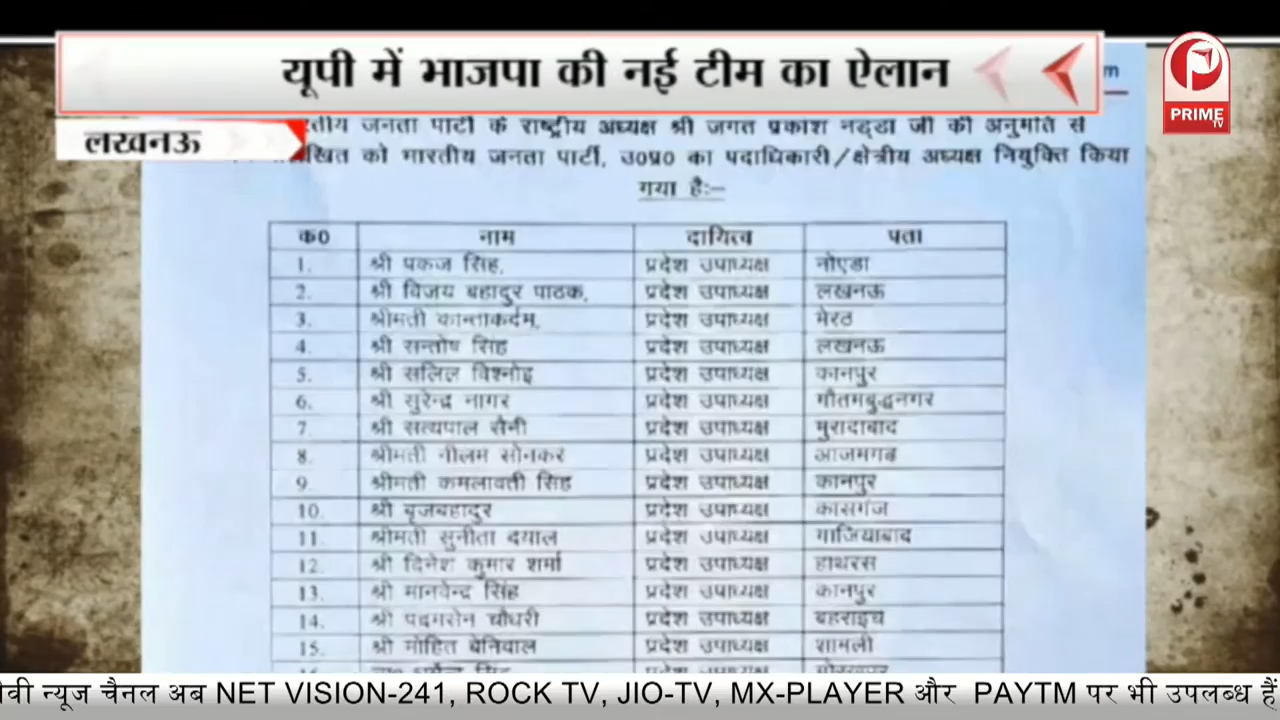 यूपी में भाजपा की नई टीम का ऐलान
PRIME
TV
लखनऊ
जनता पार्टी के राष्ट्रीय अध्यक्ष श्री जगत प्रकाश नड्डा जी की अनुमति से
को भारतीय जनता पार्टी, उ0प्र0 का पदाधिकारी/क्षेत्रीय अध्यक्ष नियुक्ति किया
गया हैः–
क0 नाम दायित्व पता
1. श्री पकज सिंह, प्रदेश उपाध्यक्ष नोएडा
2. श्री विजय बहादुर पाठक, प्रदेश उपाध्यक्ष लखनऊ
3. श्रीमती कान्ताकर्दम, प्रदेश उपाध्यक्ष मेरठ
4. श्री सन्तोष सिंह प्रदेश उपाध्यक्ष लखनऊ
5. श्री सलिल विश्नोइ प्रदेश उपाध्यक्ष कानपुर
6. श्री सुरेन्द्र नागर प्रदेश उपाध्यक्ष गौतमबुद्धनगर
7. श्री सत्यपाल सैनी प्रदेश उपाध्यक्ष मुरादाबाद
8. श्रीमती नीलम सोनकर प्रदेश उपाध्यक्ष आजमगढ
9. श्रीमती कमलावती सिंह प्रदेश उपाध्यक्ष कानपुर
10. श्री बृजबहादुर प्रदेश उपाध्यक्ष कासगंज
11. श्रीमती सुनीता दयाल प्रदेश उपाध्यक्ष गाजियाबाद
12. श्री दिनेश कुमार शर्मा प्रदेश उपाध्यक्ष हाथरस
13. श्री मानवेन्द्र सिंह प्रदेश उपाध्यक्ष कानपुर
14. श्री पदमसेन चौधरी प्रदेश उपाध्यक्ष बहराइच
15. श्री मोहित बेनिवाल प्रदेश उपाध्यक्ष शामली
न्यूज चैनल अब NET VISION-241, ROCK TV, JIO-TV, MX-PLAYER और PAYTM पर भी उपलब्ध हैं